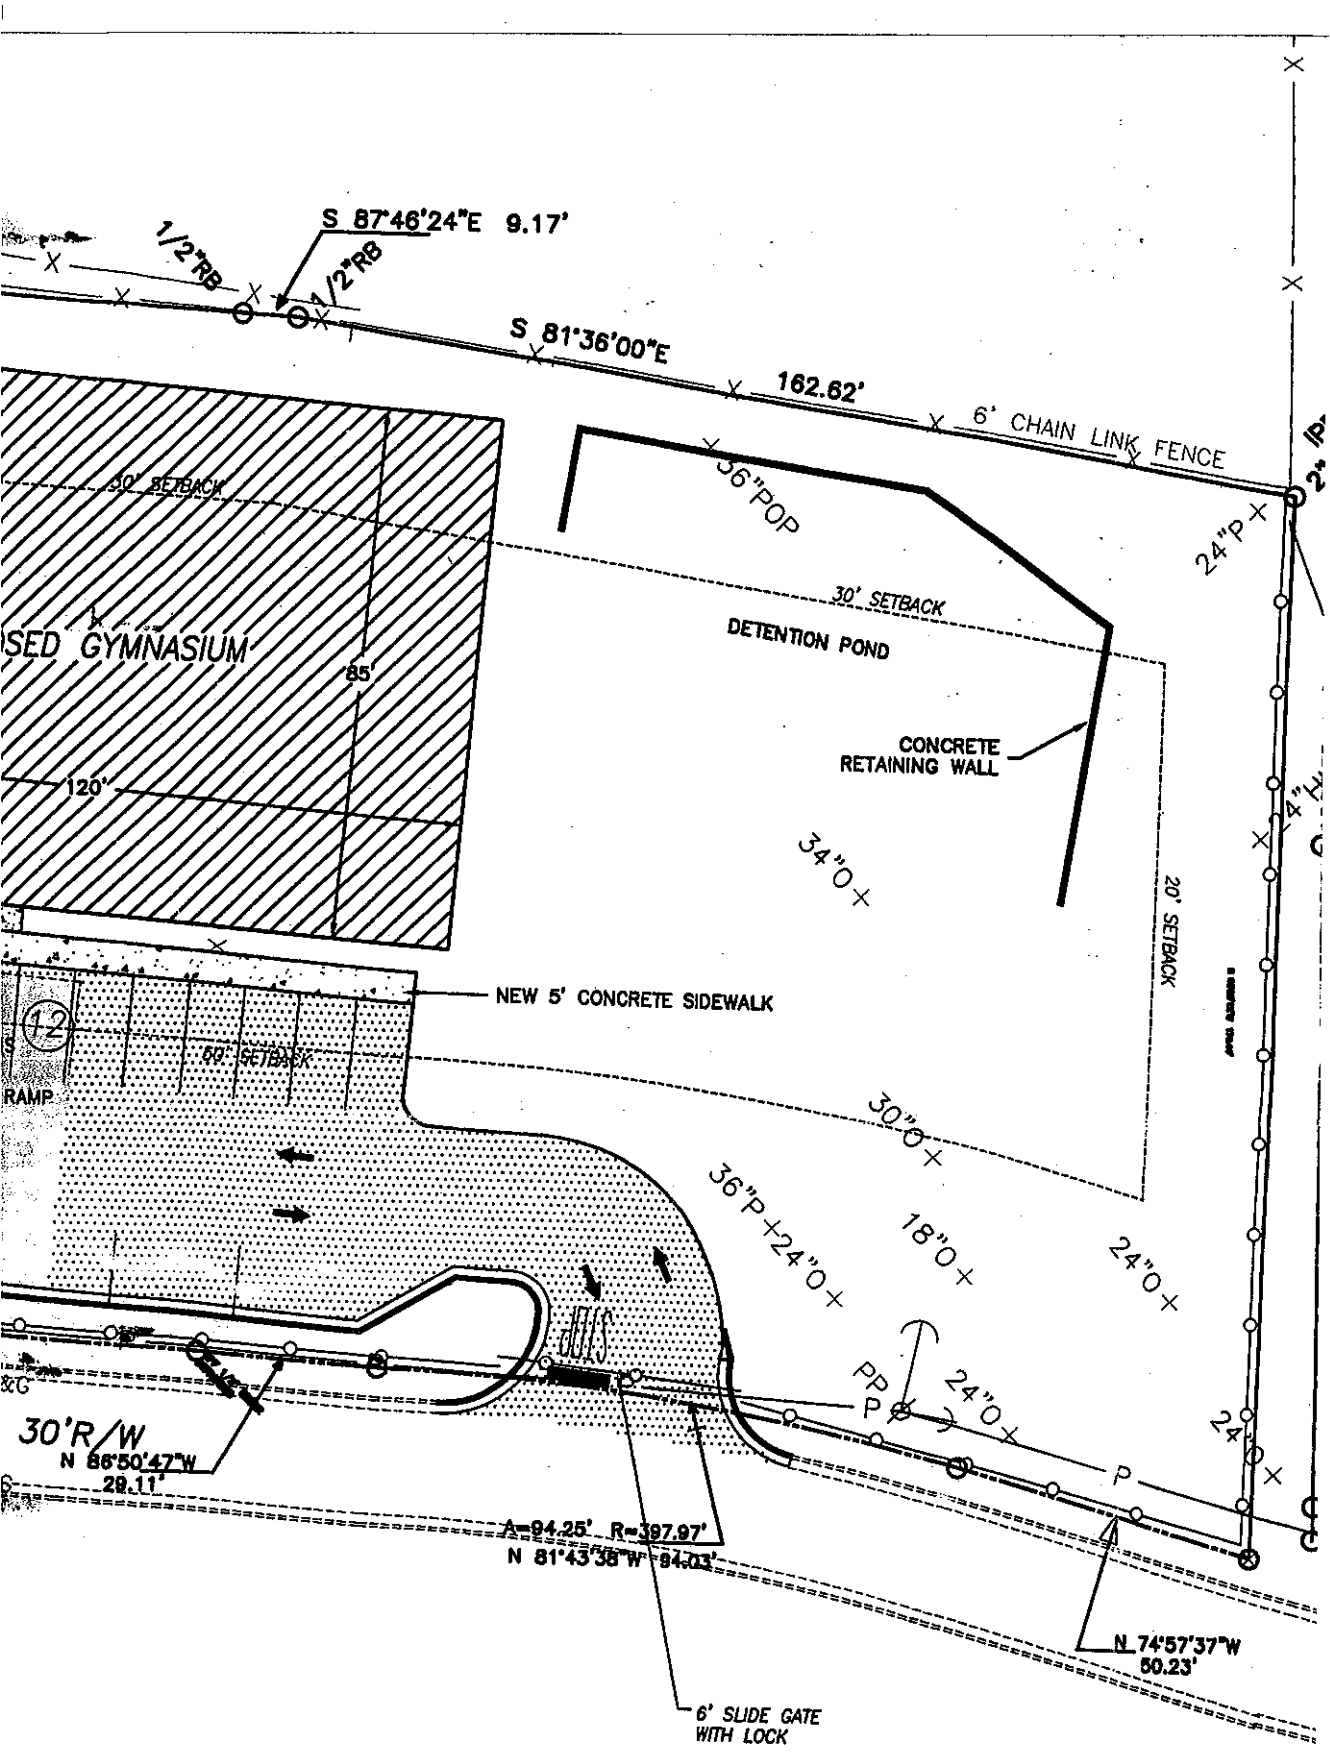 S 87°46'24"E 9.17'
1/2"RB
1/2"RB
S 81°36'00"E
162.62'
6' CHAIN LINK FENCE
24"P
36"POP
30' SETBACK
30' SETBACK
DETENTION POND
SED GYMNASIUM
85'
120'
CONCRETE
RETAINING WALL
34"O
20' SETBACK
NEW 5' CONCRETE SIDEWALK
12
S
60' SETBACK
RAMP
30"O
36"P
24"O
18"O
24"O
STOP
PP
24"O
P
24"
P
&G
30'R/W
N 86°50'47"W
29.11'
A=94.25' R=397.97'
N 81°43'38"W 94.03'
N 74°57'37"W
50.23'
6' SLIDE GATE
WITH LOCK